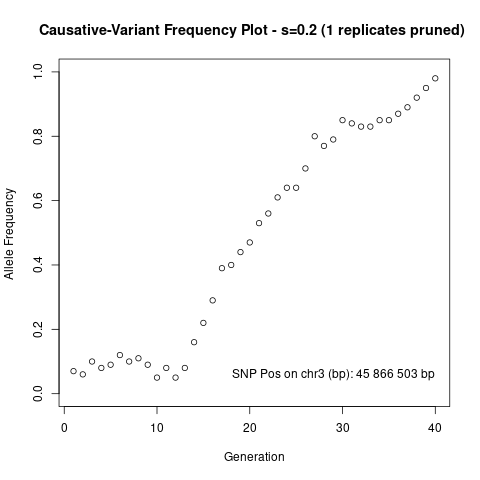 Causative-Variant Frequency Plot - s=0.2 (1 replicates pruned)
Allele Frequency
1.0
0.8
0.6
0.4
0.2
0.0
SNP Pos on chr3 (bp): 45 866 503 bp
0 10 20 30 40
Generation